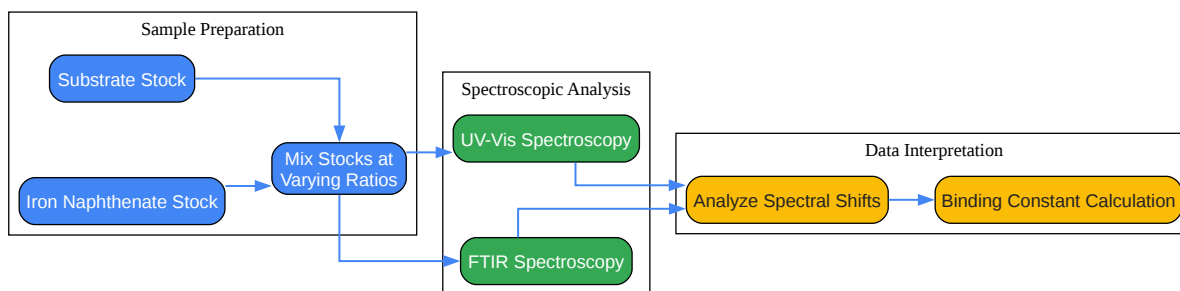 Sample Preparation
Substrate Stock
Iron Naphthenate Stock
Mix Stocks at
Varying Ratios
Spectroscopic Analysis
UV-Vis Spectroscopy
FTIR Spectroscopy
Data Interpretation
Analyze Spectral Shifts
Binding Constant Calculation